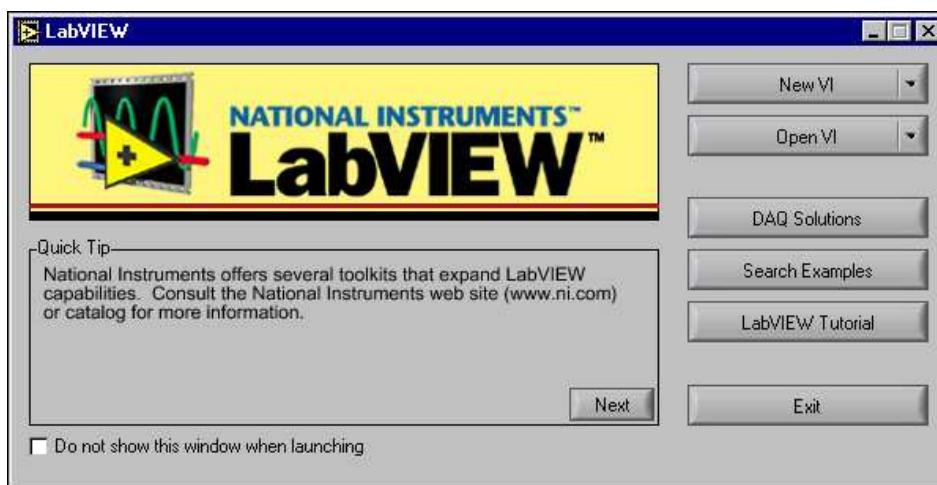 LabVIEW
NATIONAL INSTRUMENTS™
LabVIEW™
New VI
Open VI
DAQ Solutions
Search Examples
LabVIEW Tutorial
Exit
Quick Tip
National Instruments offers several toolkits that expand LabVIEW
capabilities.  Consult the National Instruments web site (www.ni.com)
or catalog for more information.
Next
Do not show this window when launching